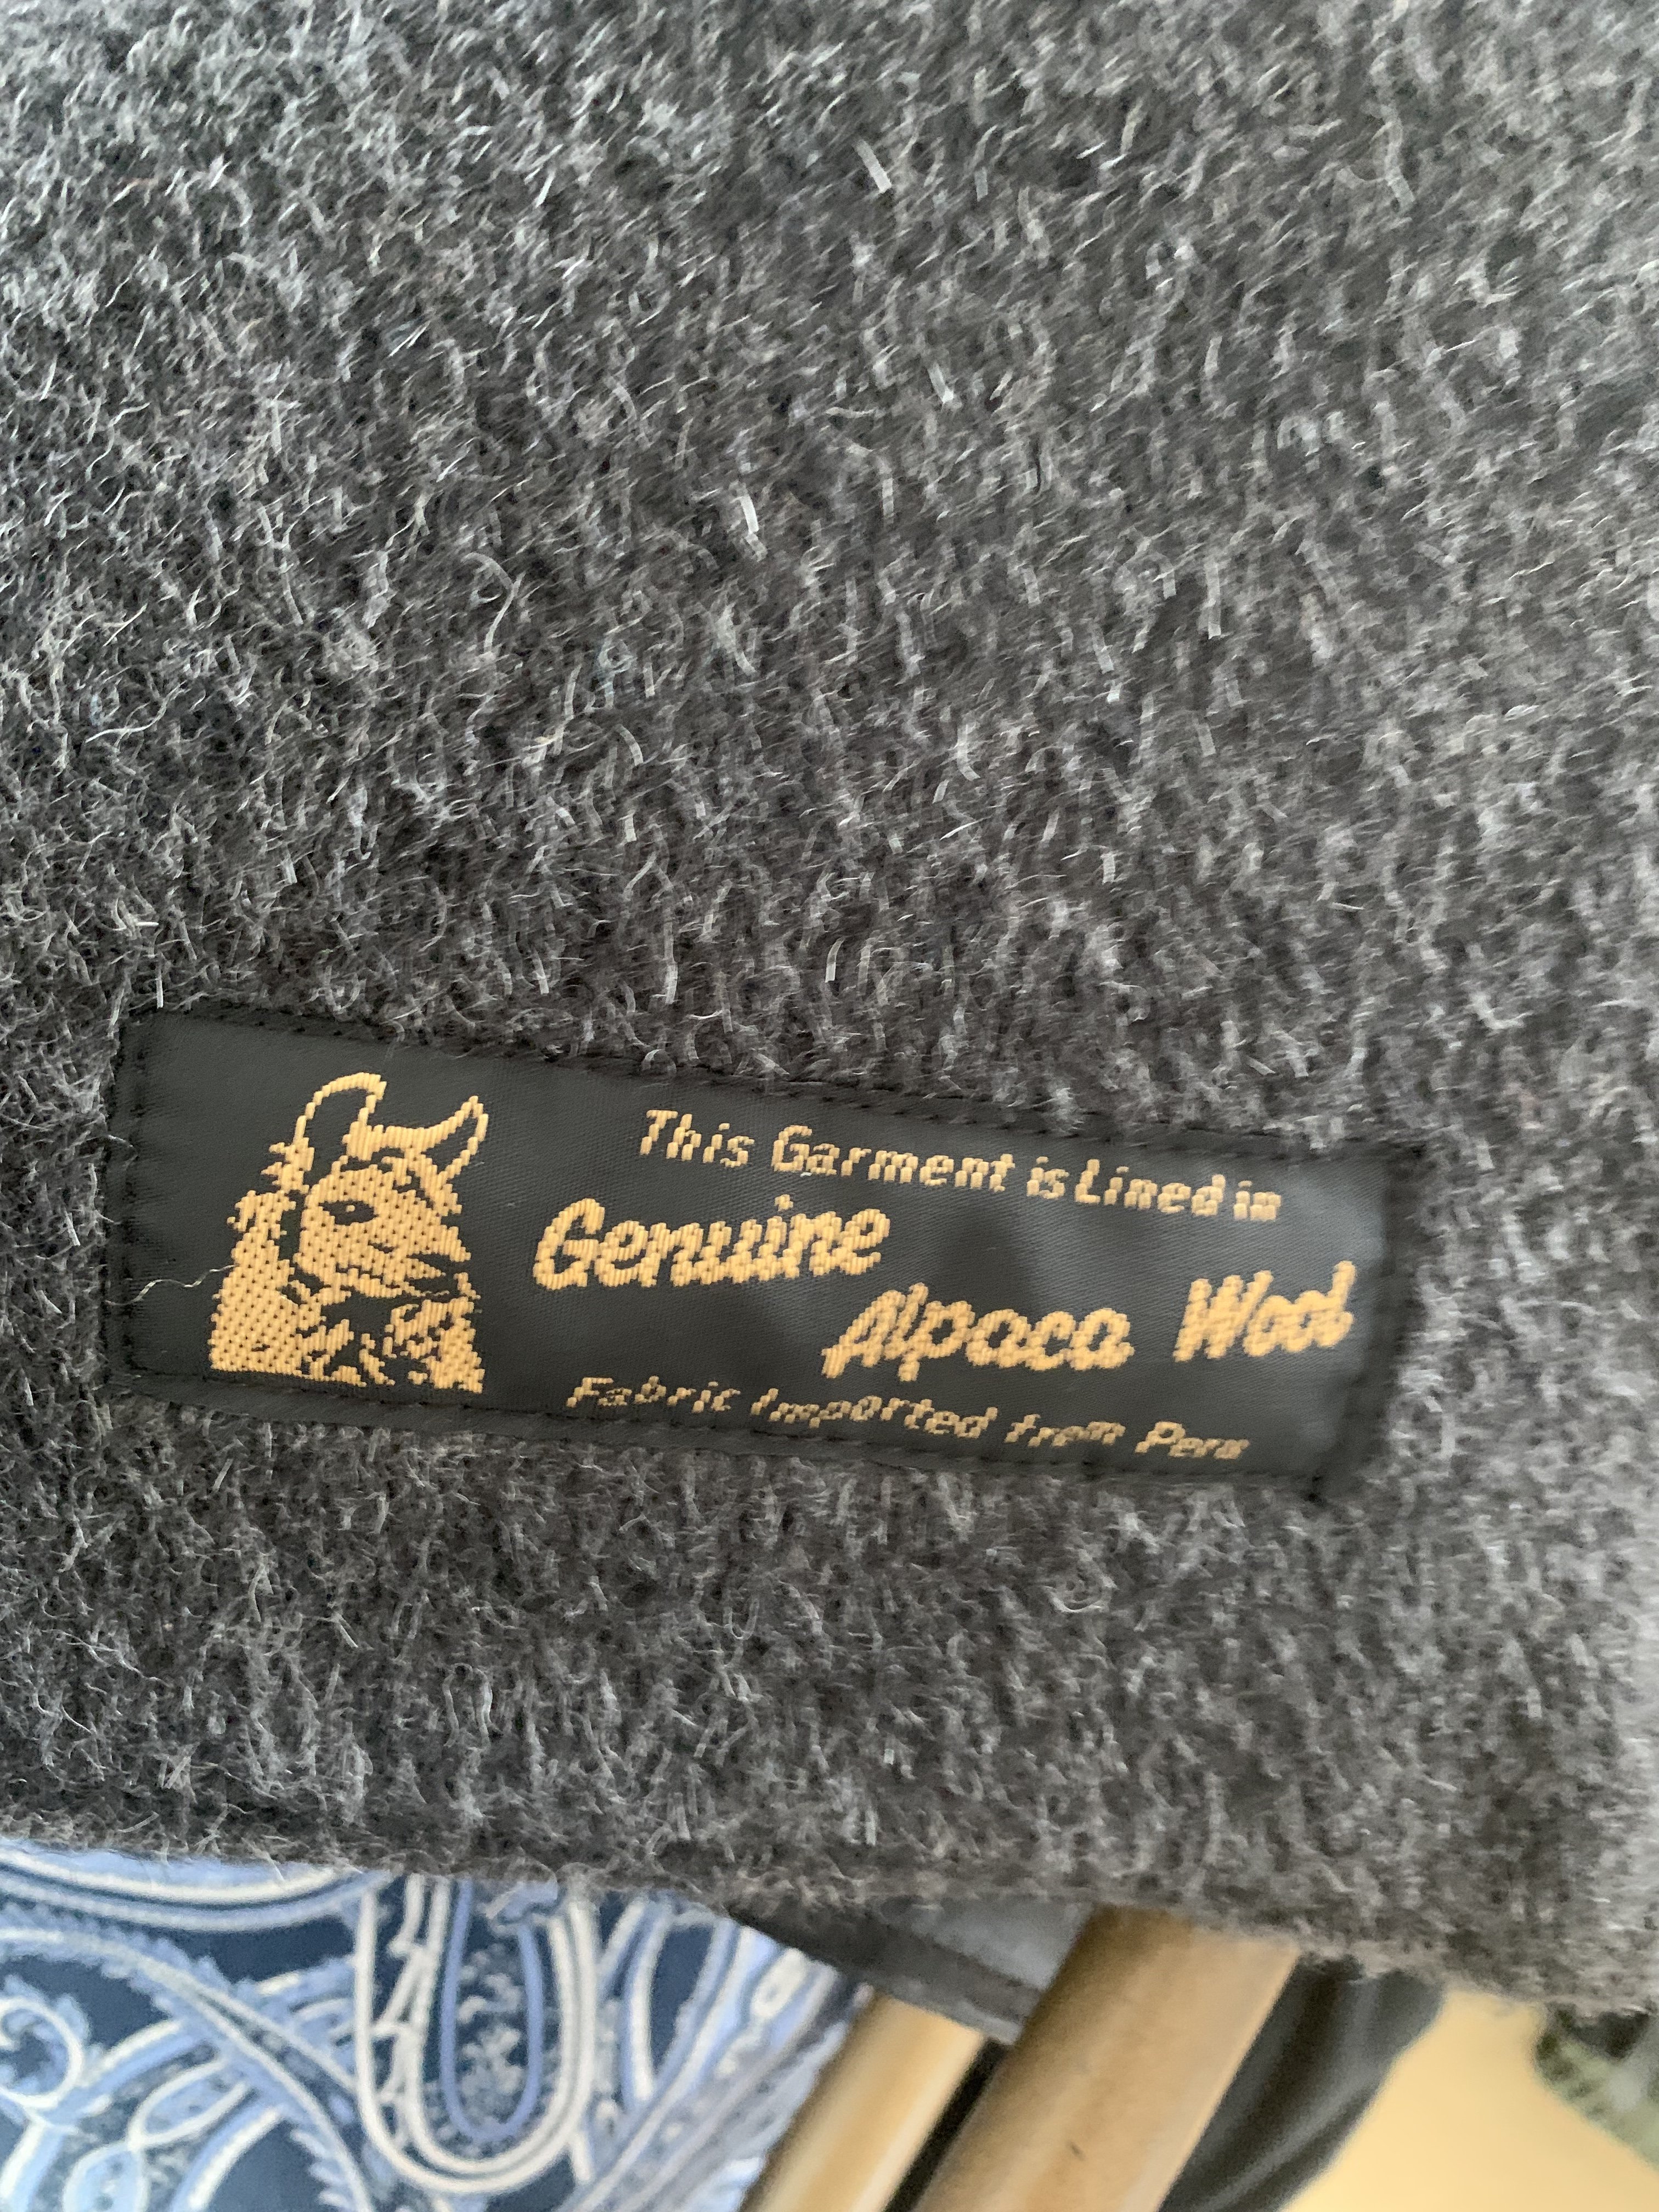 This Garment is Lined in
Genuine
Alpaca Wool
Fabric Imported from Peru